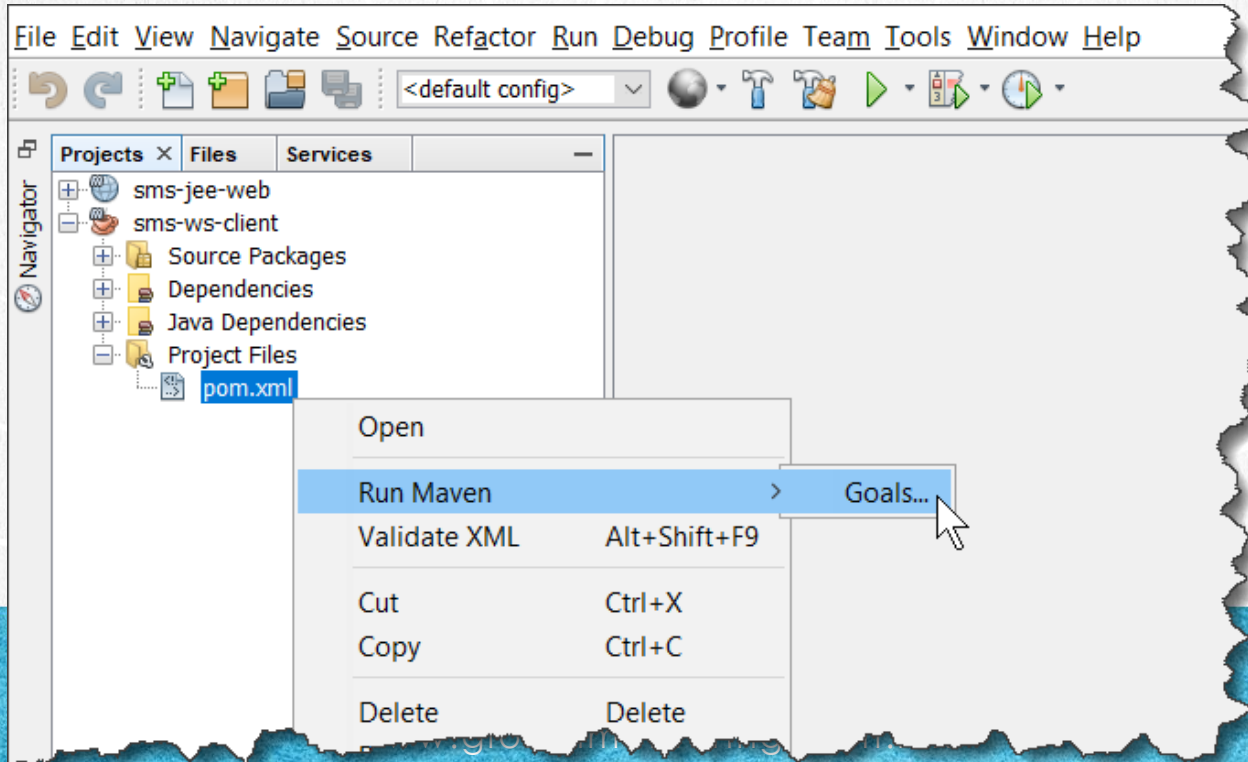 File Edit View Navigate Source Refactor Run Debug Profile Team Tools Window Help
<default config>
Projects Files Services
Navigator
sms-jee-web
sms-ws-client
Source Packages
Dependencies
Java Dependencies
Project Files
pom.xml
Open
Run Maven Goals...
Validate XML Alt+Shift+F9
Cut Ctrl+X
Copy Ctrl+C
Delete Delete